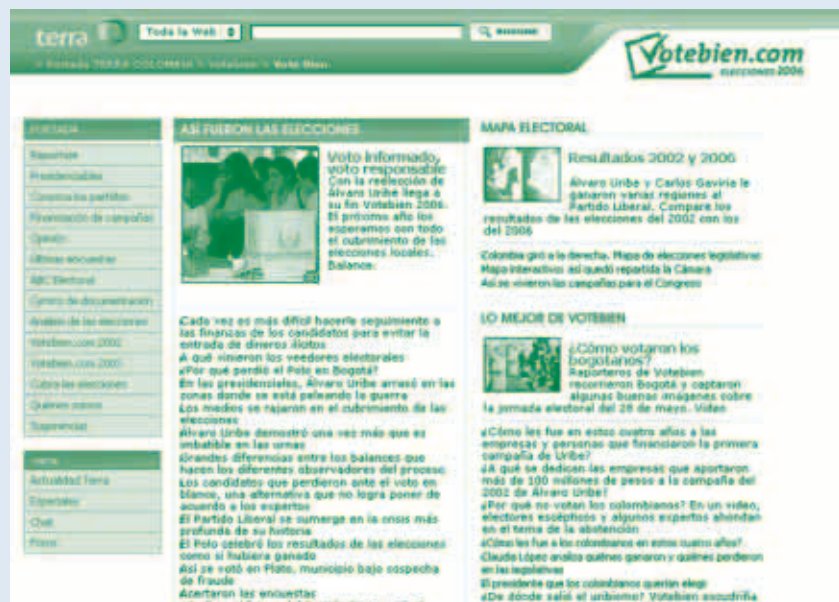 terra
Toda la Web
BUSCAR
> Portada TERRA COLOMBIA > Votebien > Vote Bien
Votebien.com
ELECCIONES 2006
PORTADA
Reportaje
Presidenciables
Conozca los partidos
Financiación de campañas
Opinión
Últimas encuestas
ABC Electoral
Centro de documentación
Análisis de las elecciones
Votebien.com 2002
Votebien.com 2003
Cubra las elecciones
Quiénes somos
Sugerencias
Actualidad Terra
Especiales
Chat
Foros
ASÍ FUERON LAS ELECCIONES
Voto informado,
voto responsable
Con la reelección de
Álvaro Uribe llega a
su fin Votebien 2006.
El próximo año los
esperamos con todo
el cubrimiento de las
elecciones locales.
Balance.
Cada vez es más difícil hacerle seguimiento a
las finanzas de los candidatos para evitar la
entrada de dineros ilícitos
A qué vinieron los veedores electorales
¿Por qué perdió el Polo en Bogotá?
En las presidenciales, Álvaro Uribe arrasó en las
zonas donde se está peleando la guerra
Los medios se rajaron en el cubrimiento de las
elecciones
Álvaro Uribe demostró una vez más que es
imbatible en las urnas
Grandes diferencias entre los balances que
hacen los diferentes observadores del proceso
Los candidatos que perdieron ante el voto en
blanco, una alternativa que no logra poner de
acuerdo a los expertos
El Partido Liberal se sumerge en la crisis más
profunda de su historia
El Polo celebró los resultados de las elecciones
como si hubiera ganado
Así se votó en Plato, municipio bajo sospecha
de fraude
Acertaron las encuestas
MAPA ELECTORAL
Resultados 2002 y 2006
Álvaro Uribe y Carlos Gaviria le
ganaron varias regiones al
Partido Liberal. Compare los
resultados de las elecciones del 2002 con los
del 2006
Colombia giró a la derecha. Mapa de elecciones legislativas
Mapa interactivo: así quedó repartida la Cámara
Así se vivieron las campañas para el Congreso
LO MEJOR DE VOTEBIEN
¿Cómo votaron los
bogotanos?
Reporteros de Votebien
recorrieron Bogotá y captaron
algunas buenas imágenes sobre
la jornada electoral del 28 de mayo. Video
¿Cómo les fue en estos cuatro años a las
empresas y personas que financiaron la primera
campaña de Uribe?
¿A qué se dedican las empresas que aportaron
más de 100 millones de pesos a la campaña del
2002 de Álvaro Uribe?
¿Por qué no votan los colombianos? En un video,
electores escépticos y algunos expertos ahondan
en el tema de la abstención
¿Cómo les fue a los colombianos en estos cuatro años?
Claudia López analiza quiénes ganaron y quiénes perdieron
en las legislativas
El presidente que los colombianos querían elegir
¿De dónde salió el uribismo? Votebien escudriña